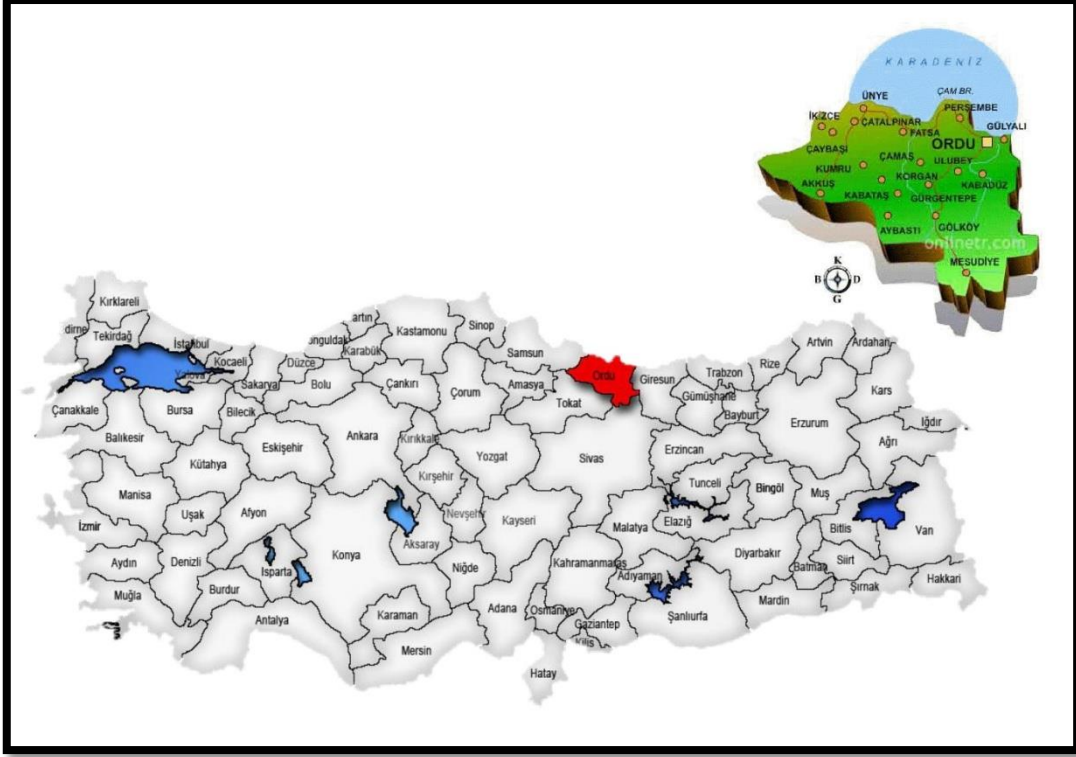 KARADENİZ
ÇAM BR.
ÜNYE
PERŞEMBE
İKİZCE
ÇATALPINAR
FATSA
GÜLYALI
ÇAYBAŞI
ORDU
ÇAMAŞ
ULUBEY
KUMRU
KORGAN
KABADÜZ
AKKUŞ
KABATAŞ
GÜRGENTEPE
AYBASTI
GÖLKÖY
onlinetr.com
MESUDİYE
K
B D
G
Kırklareli
dirne
Tekirdağ
İstanbul
Kocaeli
Yalova
Sakarya
Düzce
onguldak
artın
Karabük
Kastamonu
Sinop
Samsun
Ordu
Giresun
Trabzon
Rize
Artvin
Ardahan
Kars
Iğdır
Gümüşhane
Bayburt
Erzurum
Ağrı
Çanakkale
Bursa
Bilecik
Bolu
Çankırı
Çorum
Amasya
Tokat
Balıkesir
Kütahya
Eskişehir
Ankara
Kırıkkale
Kırşehir
Yozgat
Sivas
Erzincan
Tunceli
Bingöl
Muş
Manisa
Uşak
Afyon
Nevşehir
Kayseri
Malatya
Elazığ
Bitlis
Van
İzmir
Aydın
Denizli
Isparta
Konya
Aksaray
Niğde
Kahramanmaraş
Adıyaman
Diyarbakır
Batman
Siirt
Şırnak
Hakkari
Muğla
Burdur
Antalya
Karaman
Mersin
Adana
Osmaniye
Gaziantep
Kilis
Şanlıurfa
Mardin
Hatay